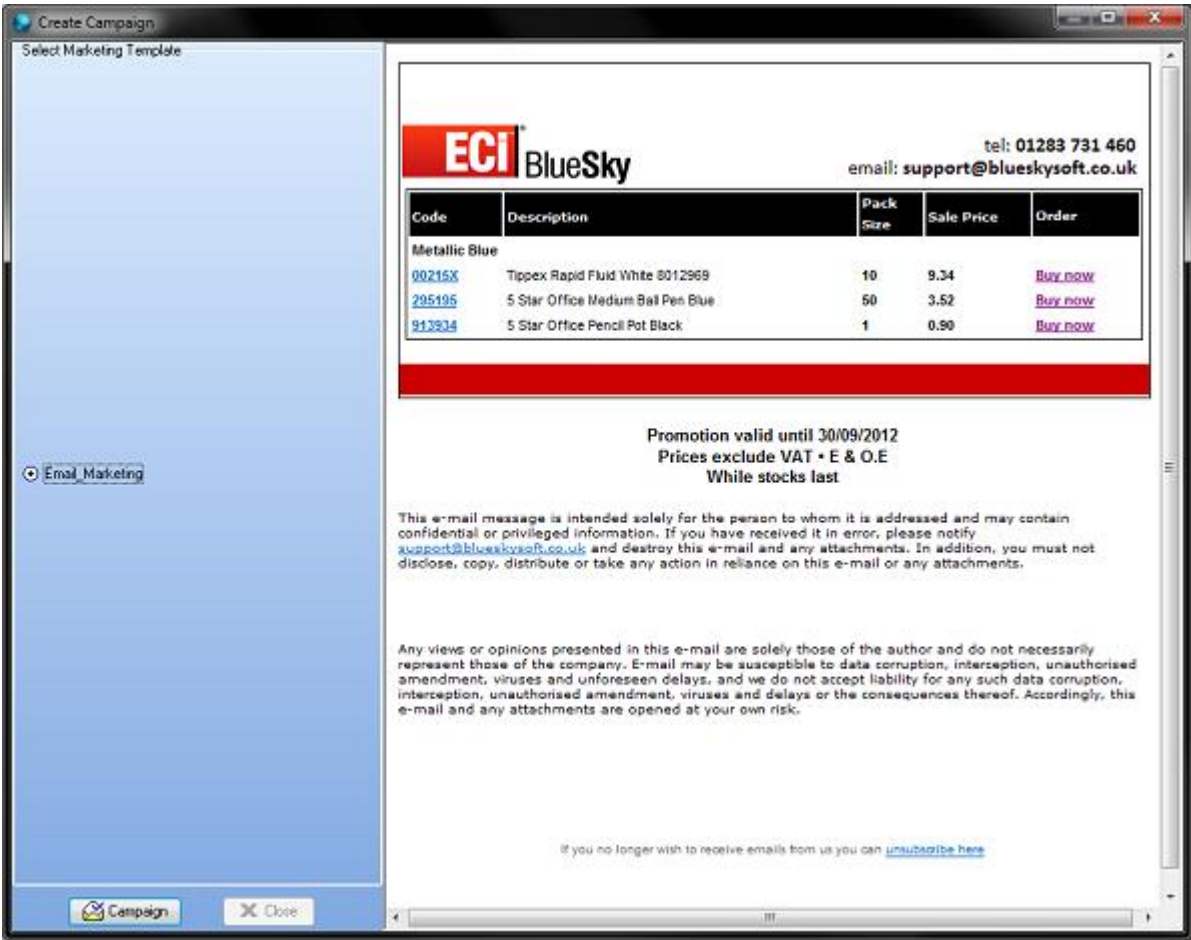 Create Campaign
Select Marketing Template
Email_Marketing
Campaign
Close
ECi® BlueSky
tel: 01283 731 460
email: support@blueskysoft.co.uk
Code Description Pack Size Sale Price Order
Metallic Blue
00215X Tippex Rapid Fluid White 8012969 10 9.34 Buy now
295195 5 Star Office Medium Ball Pen Blue 50 3.52 Buy now
913934 5 Star Office Pencil Pot Black 1 0.90 Buy now
Promotion valid until 30/09/2012
Prices exclude VAT • E & O.E
While stocks last
This e-mail message is intended solely for the person to whom it is addressed and may contain
confidential or privileged information. If you have received it in error, please notify
support@blueskysoft.co.uk and destroy this e-mail and any attachments. In addition, you must not
disclose, copy, distribute or take any action in reliance on this e-mail or any attachments.
Any views or opinions presented in this e-mail are solely those of the author and do not necessarily
represent those of the company. E-mail may be susceptible to data corruption, interception, unauthorised
amendment, viruses and unforeseen delays, and we do not accept liability for any such data corruption,
interception, unauthorised amendment, viruses and delays or the consequences thereof. Accordingly, this
e-mail and any attachments are opened at your own risk.
If you no longer wish to receive emails from us you can unsubscribe here